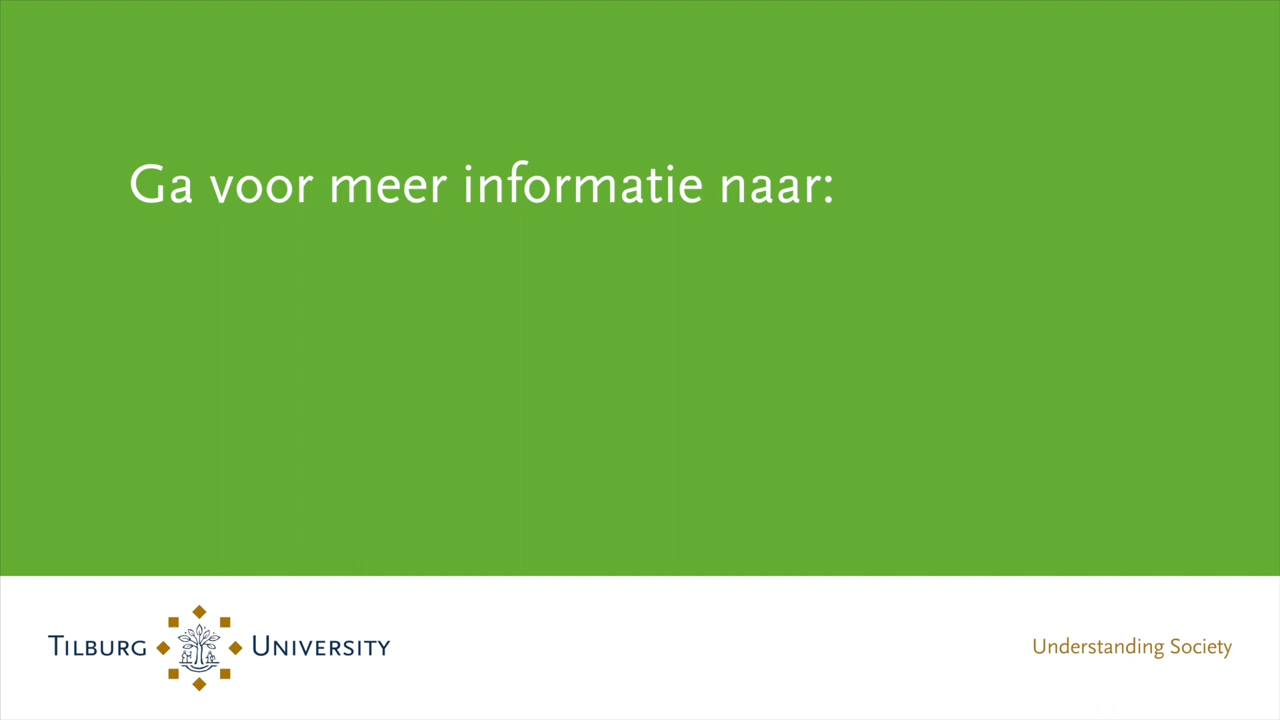 Ga voor meer informatie naar:
TILBURG UNIVERSITY
Understanding Society